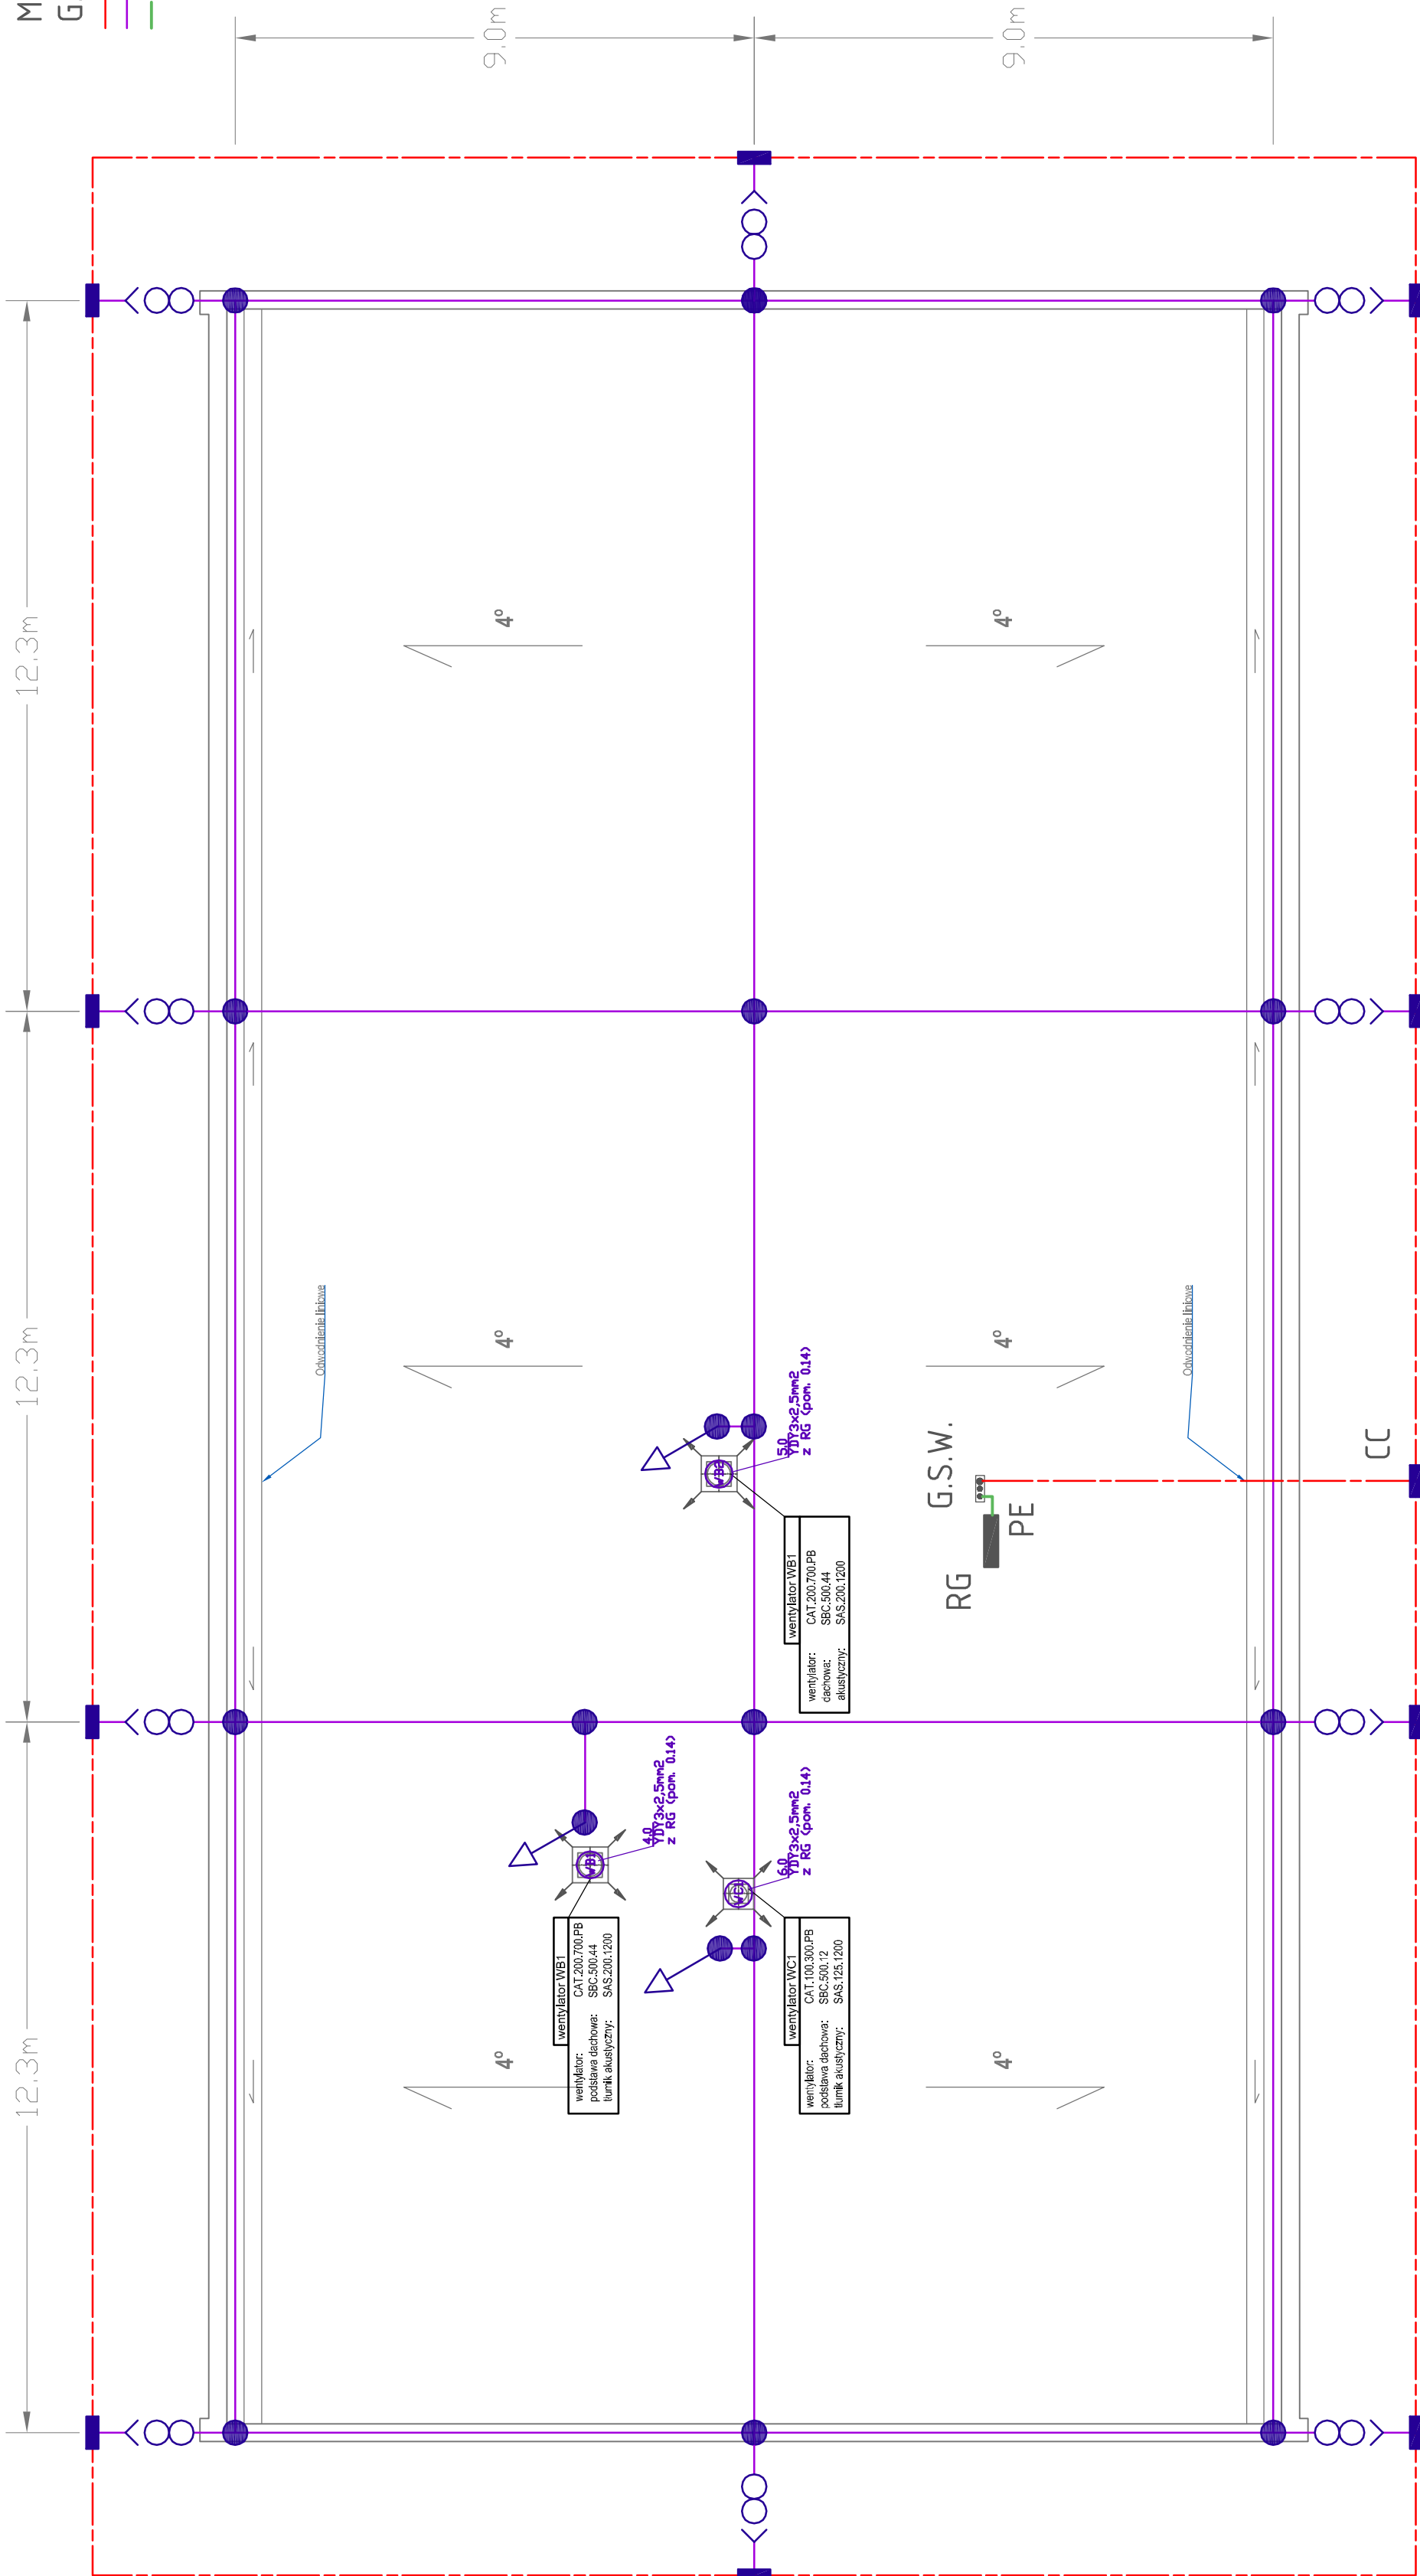 M
G
9,0m
9,0m
12,3m
12,3m
12,3m
4°
4°
4°
4°
4°
4°
Odwodnienie liniowe
Odwodnienie liniowe
WB2
5.0
YDY3x2,5mm2
z RG (pom. 0.14)
wentylator WB1
wentylator: CAT.200.700.PB
dachowa: SBC.500.44
akustyczny: SAS.200.1200
G.S.W.
RG
PE
CC
WB1
4.0
YDY3x2,5mm2
z RG (pom. 0.14)
wentylator WB1
wentylator: CAT.200.700.PB
podstawa dachowa: SBC.500.44
tłumik akustyczny: SAS.200.1200
WC1
6.0
YDY3x2,5mm2
z RG (pom. 0.14)
wentylator WC1
wentylator: CAT.100.300.PB
podstawa dachowa: SBC.500.12
tłumik akustyczny: SAS.125.1200